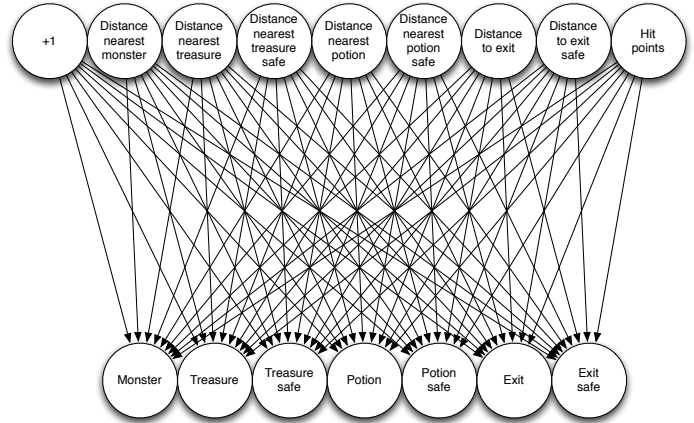 +1
Distance
nearest
monster
Distance
nearest
treasure
Distance
nearest
treasure
safe
Distance
nearest
potion
Distance
nearest
potion
safe
Distance
to exit
Distance
to exit
safe
Hit
points
Monster
Treasure
Treasure
safe
Potion
Potion
safe
Exit
Exit
safe